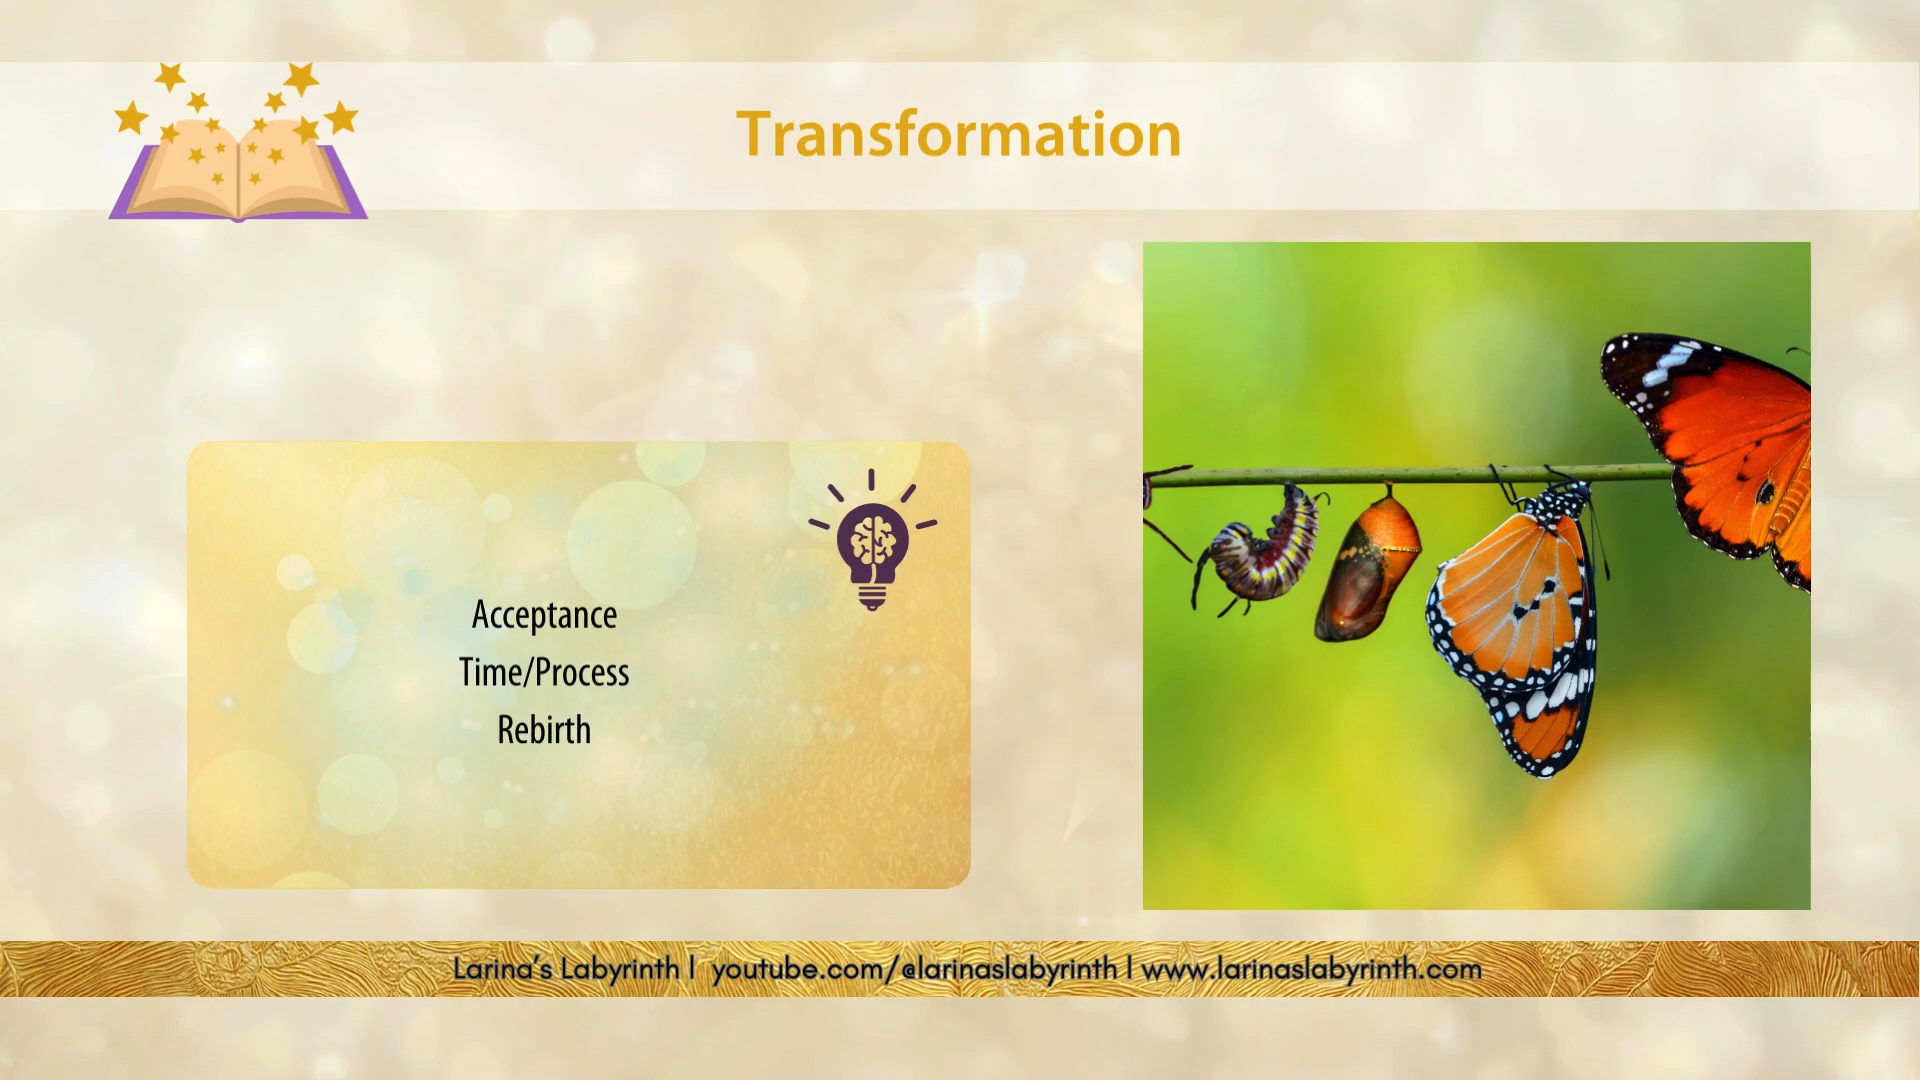 Transformation
Acceptance
Time/Process
Rebirth
Larina's Labyrinth | youtube.com/@larinaslabyrinth | www.larinaslabyrinth.com